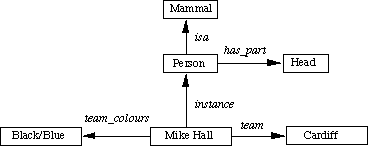 Mammal
isa
has_part
Person
Head
instance
team_colours
team
Black/Blue
Mike Hall
Cardiff